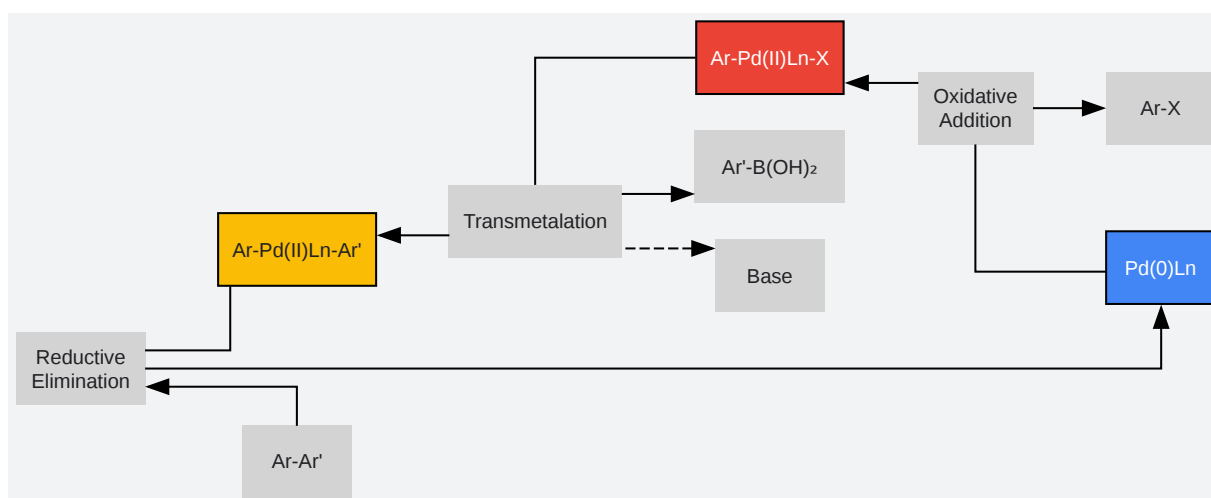 Ar-Pd(II)Ln-X
Oxidative
Addition
Ar-X
Ar'-B(OH)₂
Transmetalation
Ar-Pd(II)Ln-Ar'
Base
Pd(0)Ln
Reductive
Elimination
Ar-Ar'